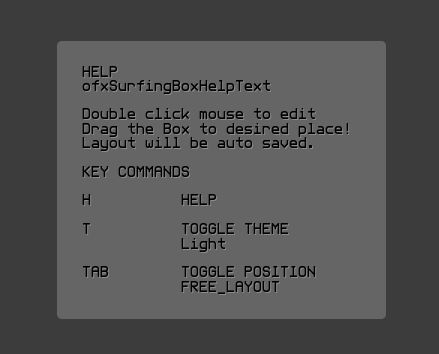 HELP
ofxSurfingBoxHelpText
Double click mouse to edit
Drag the Box to desired place!
Layout will be auto saved.
KEY COMMANDS
H HELP
T TOGGLE THEME
Light
TAB TOGGLE POSITION
FREE_LAYOUT